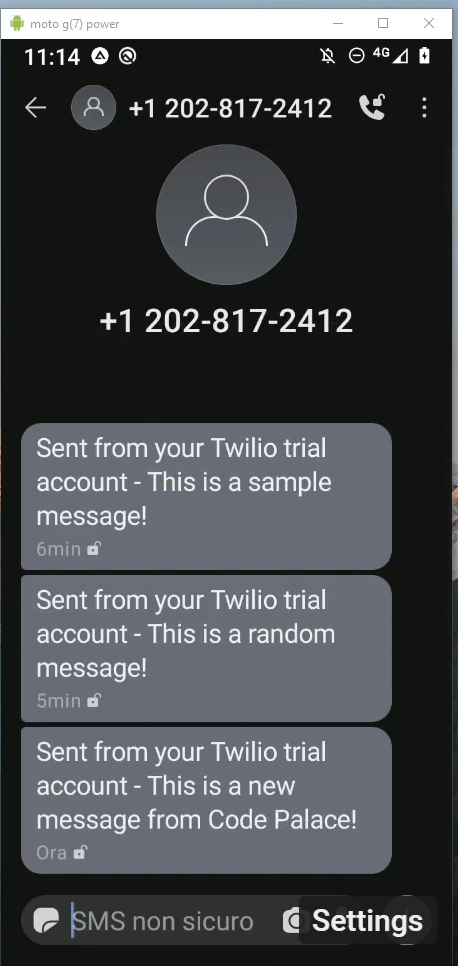 moto g(7) power
11:14
4G
+1 202-817-2412
+1 202-817-2412
Sent from your Twilio trial
account - This is a sample
message!
6min
Sent from your Twilio trial
account - This is a random
message!
5min
Sent from your Twilio trial
account - This is a new
message from Code Palace!
Ora
SMS non sicuro
Settings